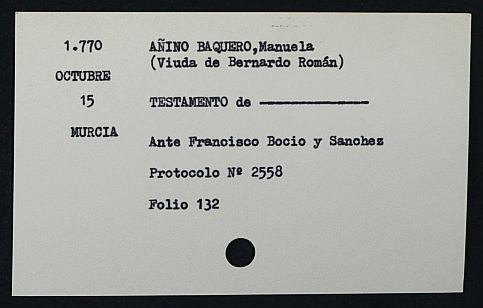 1.770 AÑINO BAQUERO,Manuela
(Viuda de Bernardo Román)
OCTUBRE
15 TESTAMENTO de
MURCIA
Ante Francisco Bocio y Sanchez
Protocolo Nº 2558
Folio 132